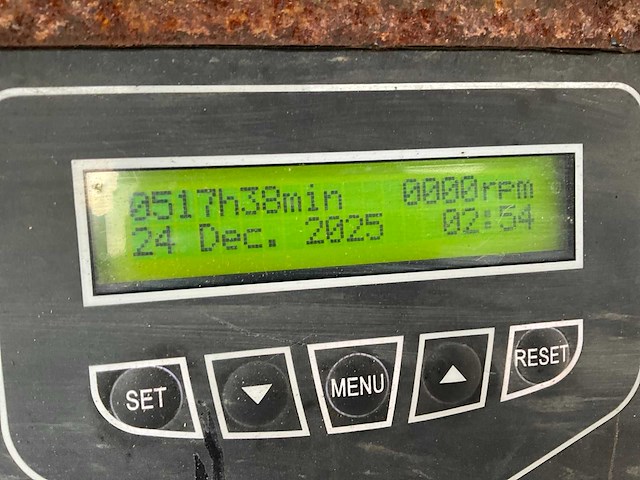 0517h38min 0000rpm
24 Dec. 2025 02:54
SET MENU RESET